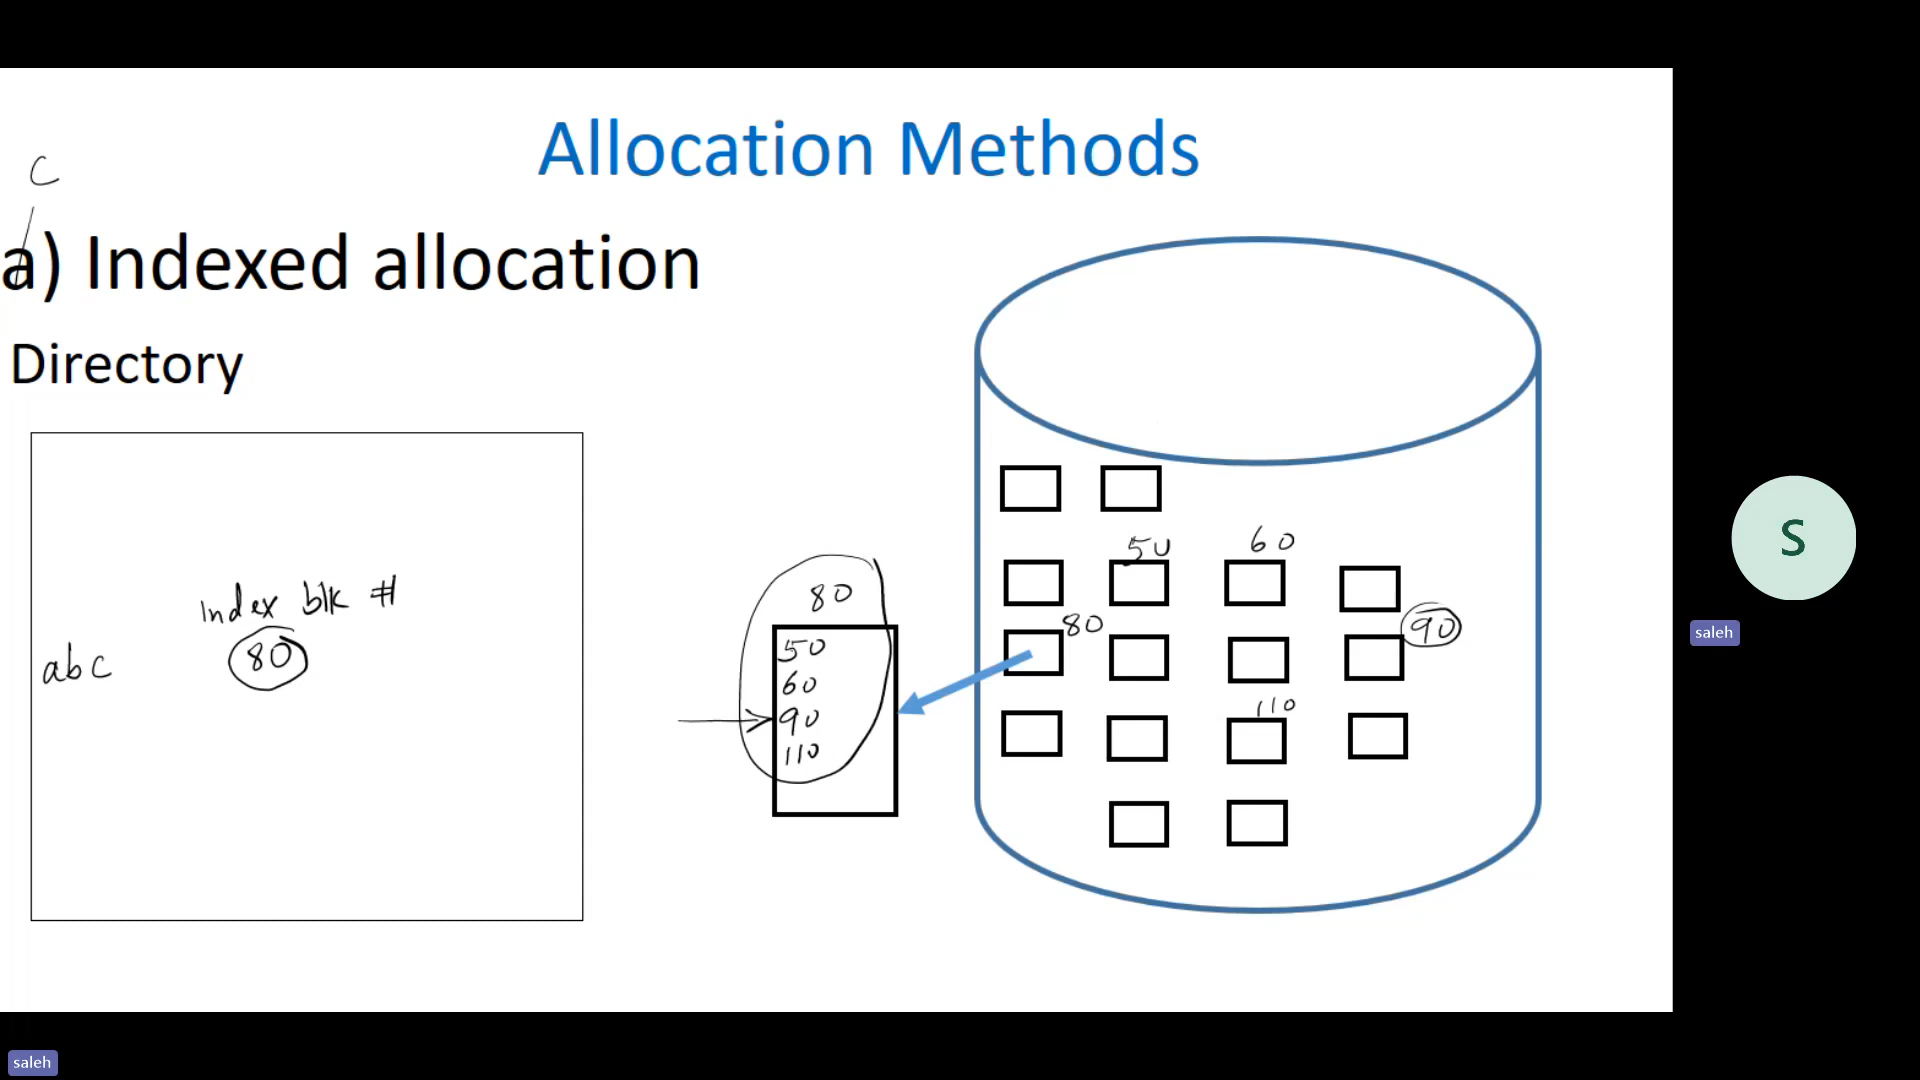 Allocation Methods
c
a) Indexed allocation
Directory
Index blk #
abc 80
80
50
60
90
110
50 60
80 90
110
S
saleh
saleh